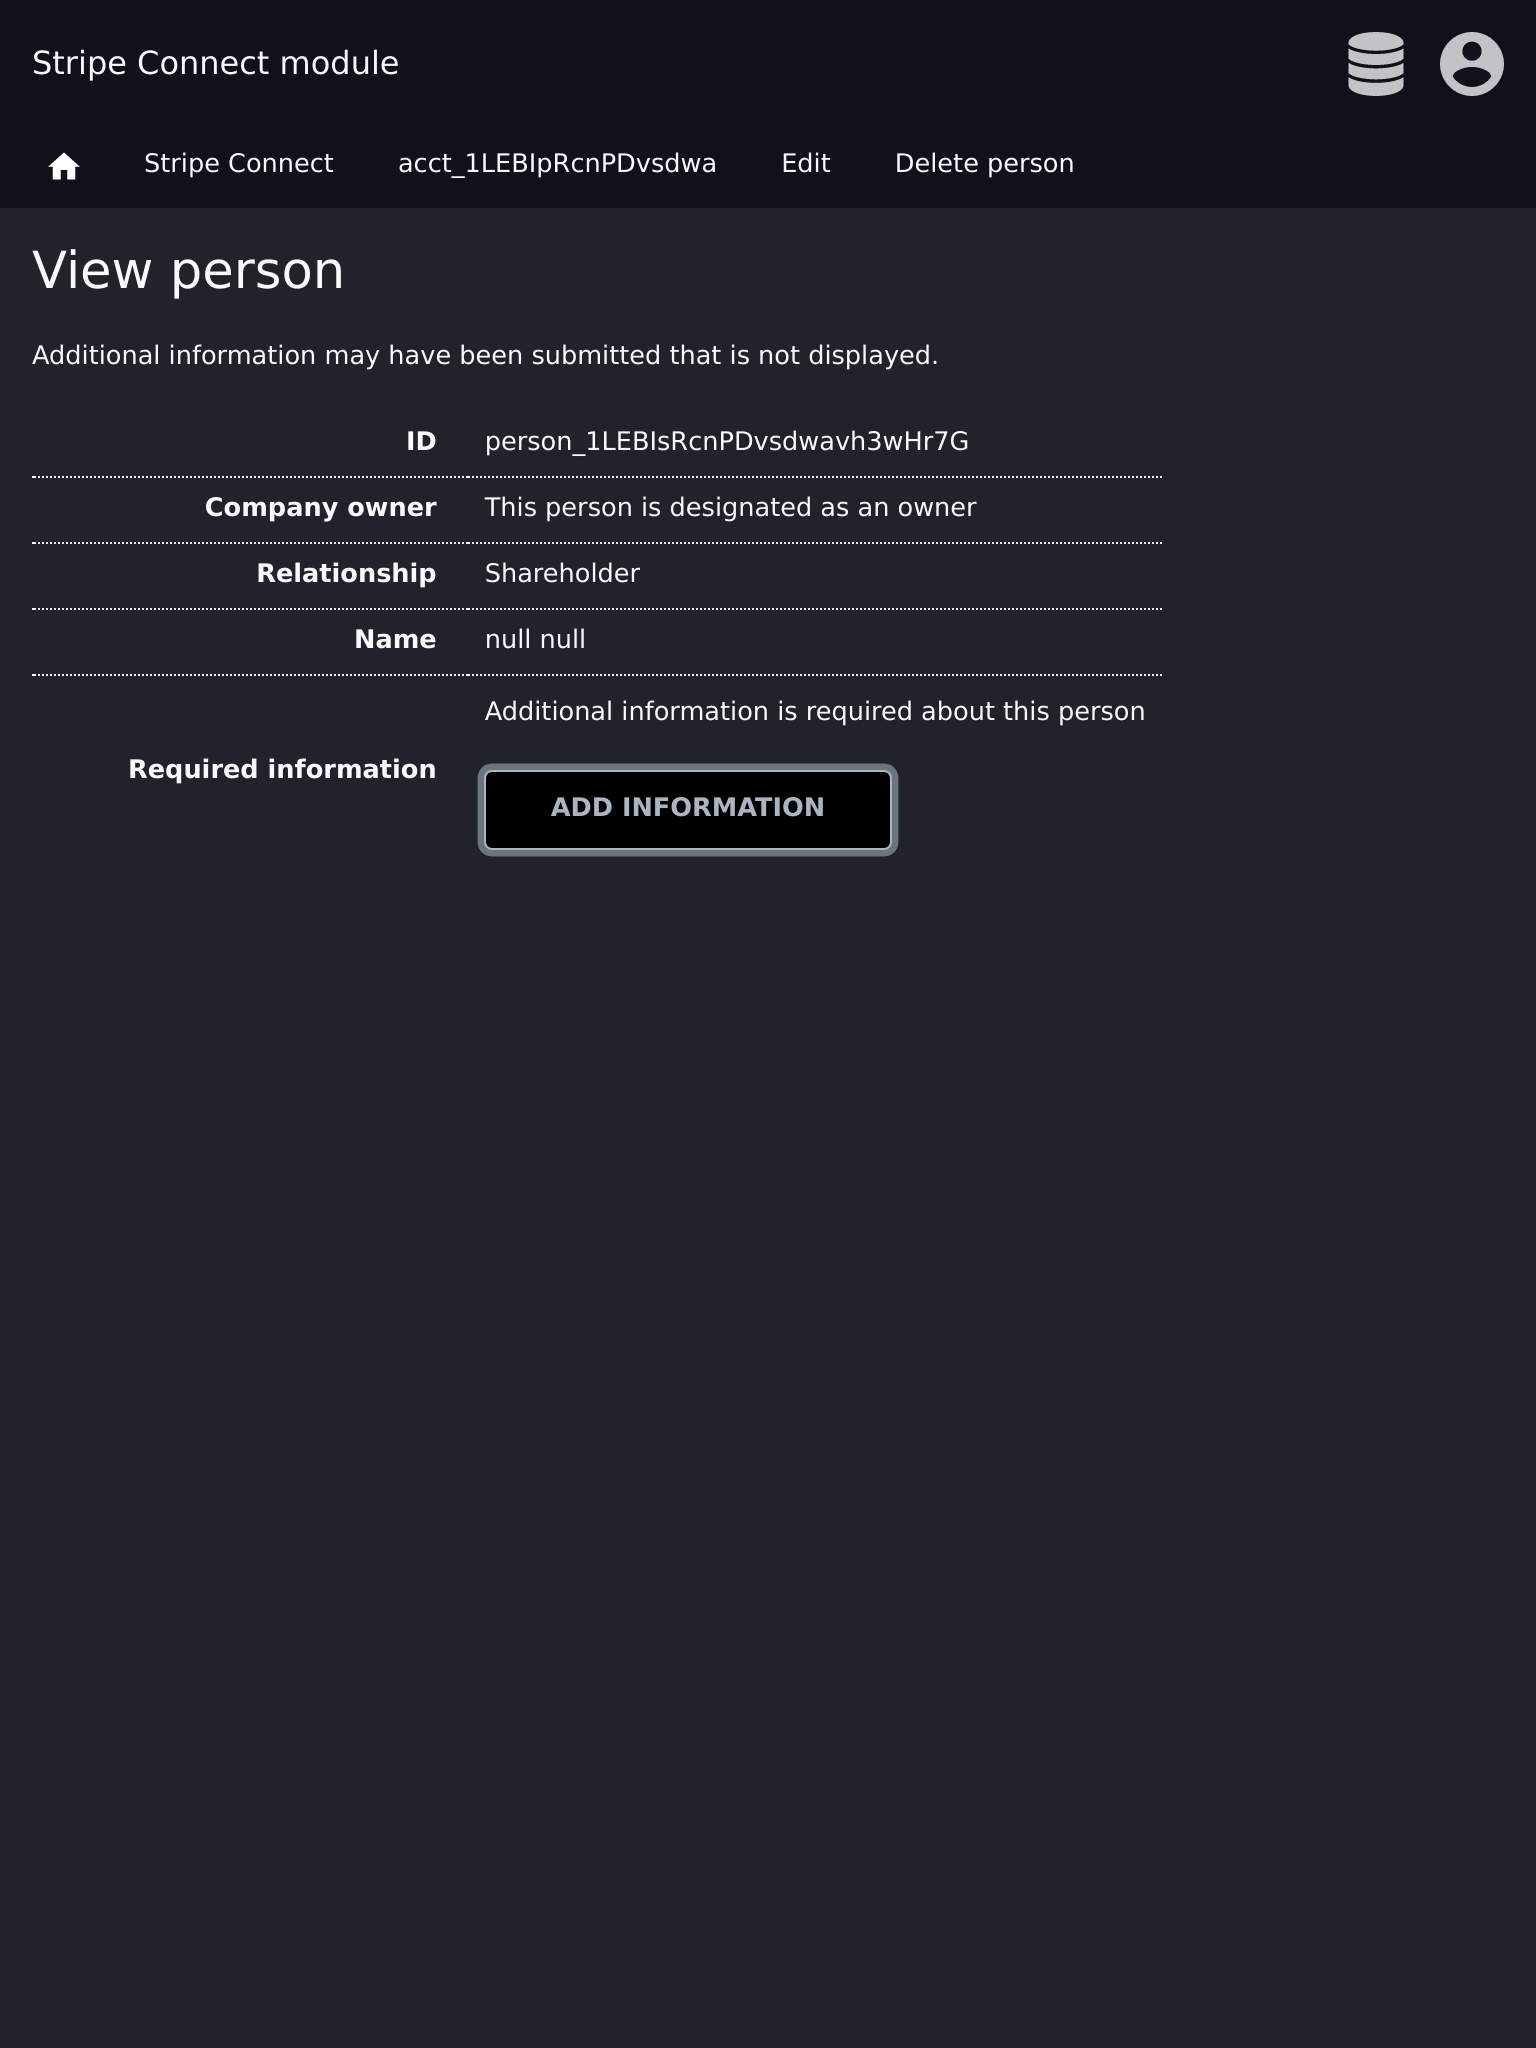 Stripe Connect module
Stripe Connect acct_1LEBIpRcnPDvsdwa Edit Delete person
View person
Additional information may have been submitted that is not displayed.
ID person_1LEBIsRcnPDvsdwavh3wHr7G
Company owner This person is designated as an owner
Relationship Shareholder
Name null null
Additional information is required about this person
Required information
ADD INFORMATION